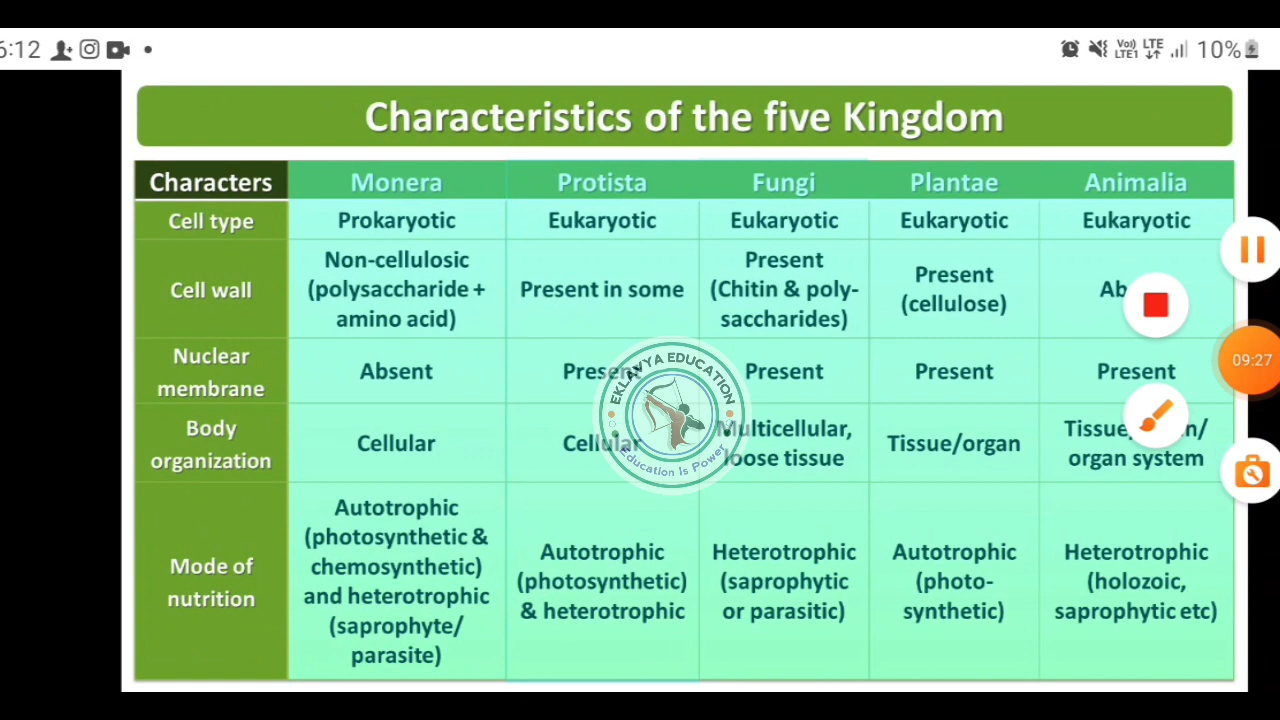 6:12
Vo) LTE
LTE1
10%
Characteristics of the five Kingdom
Characters Monera Protista Fungi Plantae Animalia
Cell type Prokaryotic Eukaryotic Eukaryotic Eukaryotic Eukaryotic
Cell wall
Non-cellulosic
(polysaccharide +
amino acid)
Present in some
Present
(Chitin & poly-
saccharides)
Present
(cellulose)
Nuclear
membrane
Absent
Present
Present
Present
Present
Body
organization
Cellular
Cellular
Multicellular,
loose tissue
Tissue/organ
organ system
Mode of
nutrition
Autotrophic
(photosynthetic &
chemosynthetic)
and heterotrophic
(saprophyte/
parasite)
Autotrophic
(photosynthetic)
& heterotrophic
Heterotrophic
(saprophytic
or parasitic)
Autotrophic
(photo-
synthetic)
Heterotrophic
(holozoic,
saprophytic etc)
EKLAVYA EDUCATION
Education Is Power
09:27